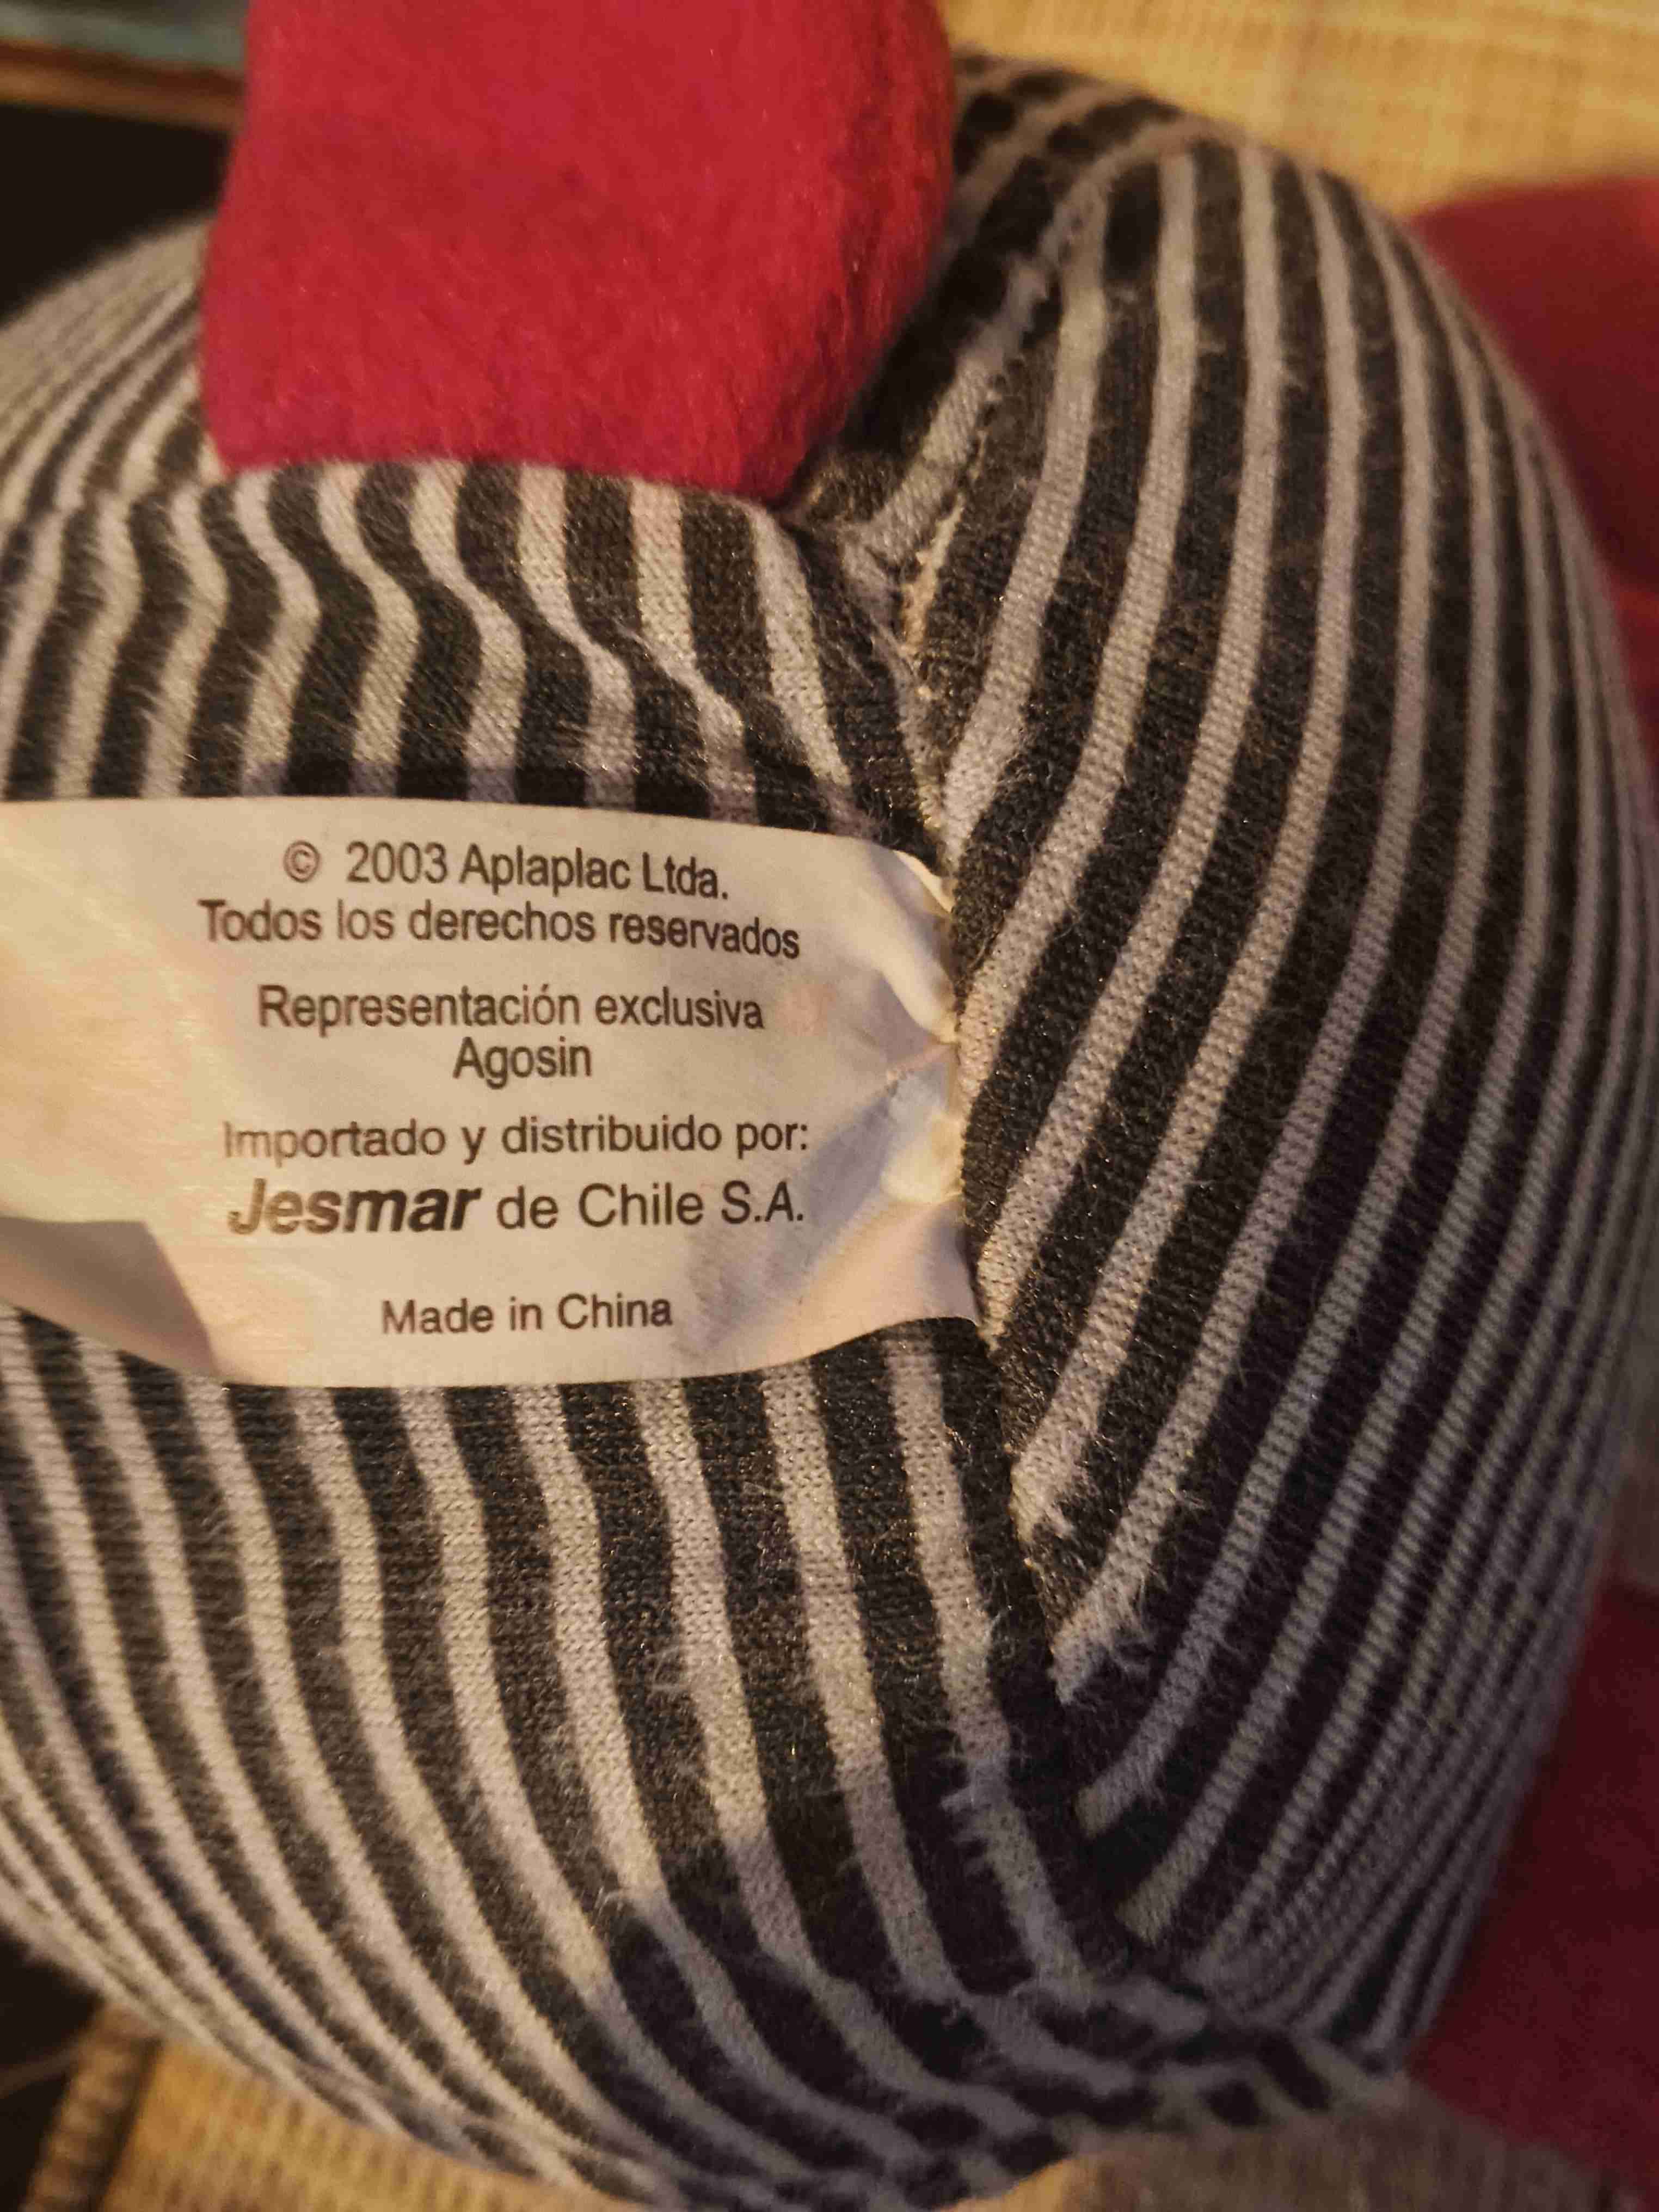 © 2003 Aplaplac Ltda.
Todos los derechos reservados
Representación exclusiva
Agosin
Importado y distribuido por:
Jesmar de Chile S.A.
Made in China